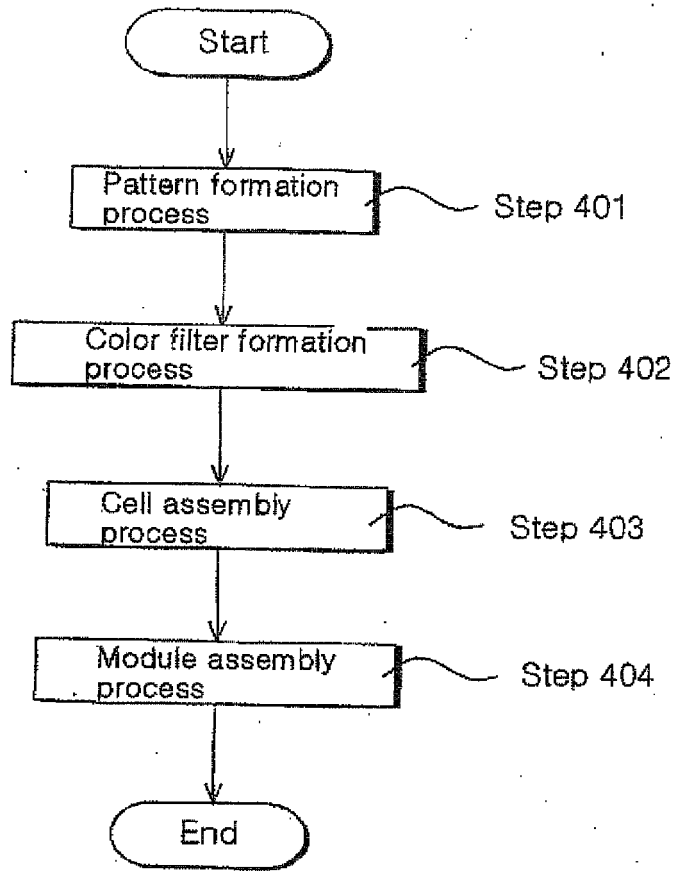 Start
Pattern formation
process
Step 401
Color filter formation
process
Step 402
Cell assembly
process
Step 403
Module assembly
process
Step 404
End